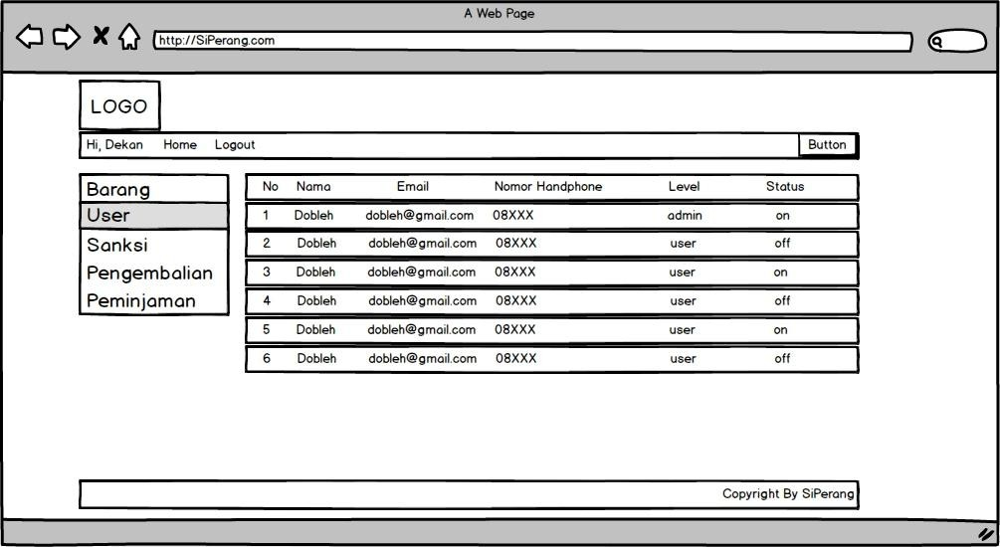 A Web Page
http://SiPerang.com
LOGO
Hi, Dekan Home Logout Button
Barang
User
Sanksi
Pengembalian
Peminjaman
No Nama Email Nomor Handphone Level Status
1 Dobleh dobleh@gmail.com 08XXX admin on
2 Dobleh dobleh@gmail.com 08XXX user off
3 Dobleh dobleh@gmail.com 08XXX user on
4 Dobleh dobleh@gmail.com 08XXX user off
5 Dobleh dobleh@gmail.com 08XXX user on
6 Dobleh dobleh@gmail.com 08XXX user off
Copyright By SiPerang